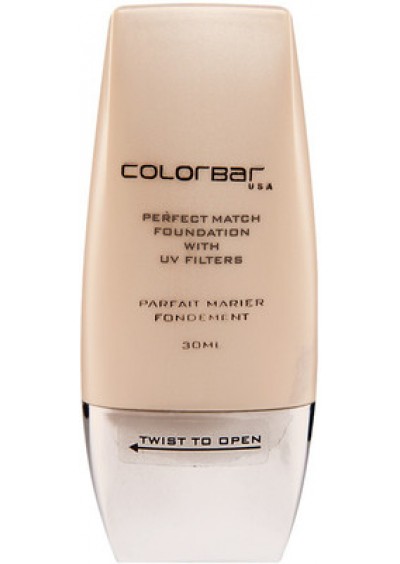 COLORBAR
USA
PERFECT MATCH
FOUNDATION
WITH
UV FILTERS
PARFAIT MARIER
FONDEMENT
30ML
TWIST TO OPEN